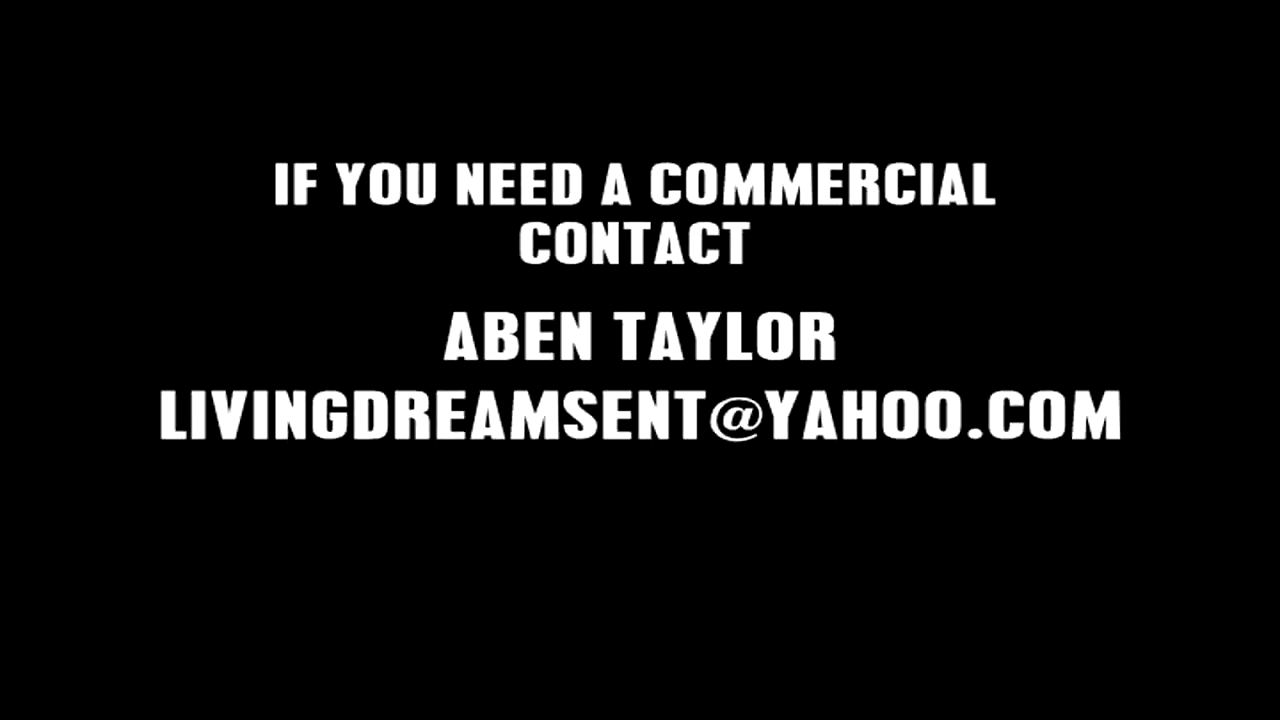 IF YOU NEED A COMMERCIAL
CONTACT
ABEN TAYLOR
LIVINGDREAMSENT@YAHOO.COM